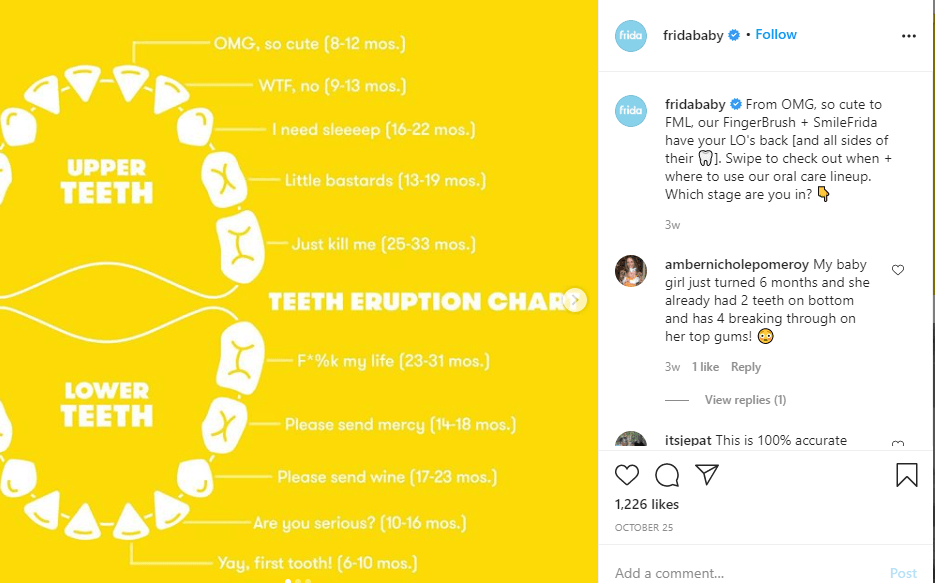 OMG, so cute (8-12 mos.)
WTF, no (9-13 mos.)
I need sleeeep (16-22 mos.)
UPPER
TEETH
Little bastards (13-19 mos.)
Just kill me (25-33 mos.)
TEETH ERUPTION CHAR
F*%k my life (23-31 mos.)
LOWER
TEETH
Please send mercy (14-18 mos.)
Please send wine (17-23 mos.)
Are you serious? (10-16 mos.)
Yay, first tooth! (6-10 mos.)
frida
fridababy • Follow
frida
fridababy From OMG, so cute to
FML, our FingerBrush + SmileFrida
have your LO's back [and all sides of
their 🦷]. Swipe to check out when +
where to use our oral care lineup.
Which stage are you in? 👇
3w
ambernicholepomeroy My baby
girl just turned 6 months and she
already had 2 teeth on bottom
and has 4 breaking through on
her top gums! 😳
3w 1 like Reply
View replies (1)
itsjepat This is 100% accurate
1,226 likes
OCTOBER 25
Add a comment... Post